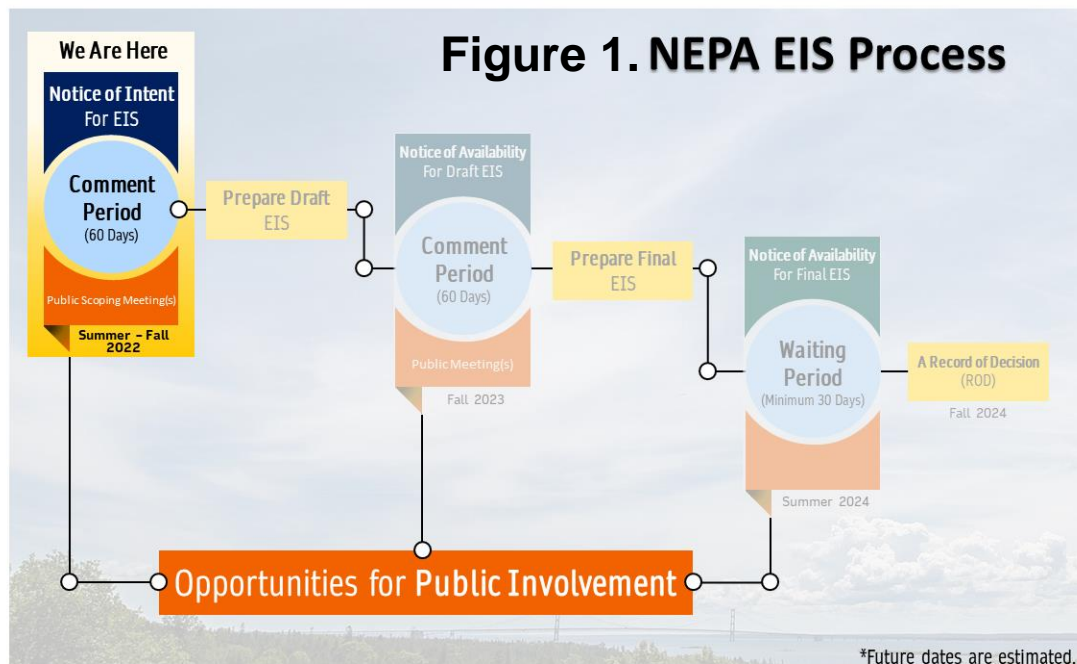 Figure 1. NEPA EIS Process
We Are Here
Notice of Intent
For EIS
Comment
Period
(60 Days)
Public Scoping Meeting(s)
Summer – Fall
2022
Prepare Draft
EIS
Notice of Availability
For Draft EIS
Comment
Period
(60 Days)
Public Meeting(s)
Fall 2023
Prepare Final
EIS
Notice of Availability
For Final EIS
Waiting
Period
(Minimum 30 Days)
Summer 2024
A Record of Decision
(ROD)
Fall 2024
Opportunities for Public Involvement
*Future dates are estimated.